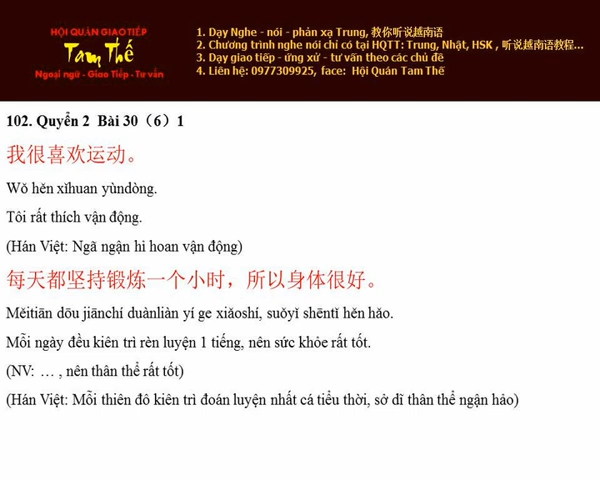 HỘI QUÁN GIAO TIẾP
Tam Thế
Ngoại ngữ - Giao Tiếp - Tư vấn
1. Dạy Nghe - nói - phản xạ Trung, 教你听说越南语
2. Chương trình nghe nói chỉ có tại HQTT: Trung, Nhật, HSK , 听说越南语教程...
3. Dạy giao tiếp - ứng xử - tư vấn theo các chủ đề
4. Liên hệ: 0977309925, face: Hội Quán Tam Thế
102. Quyển 2 Bài 30（6）1
我很喜欢运动。
Wǒ hěn xǐhuan yùndòng.
Tôi rất thích vận động.
(Hán Việt: Ngã ngận hi hoan vận động)
每天都坚持锻炼一个小时，所以身体很好。
Měitiān dōu jiānchí duànliàn yí ge xiǎoshí, suǒyǐ shēntǐ hěn hǎo.
Mỗi ngày đều kiên trì rèn luyện 1 tiếng, nên sức khỏe rất tốt.
(NV: … , nên thân thể rất tốt)
(Hán Việt: Mỗi thiên đô kiên trì đoán luyện nhất cá tiểu thời, sở dĩ thân thể ngận hảo)